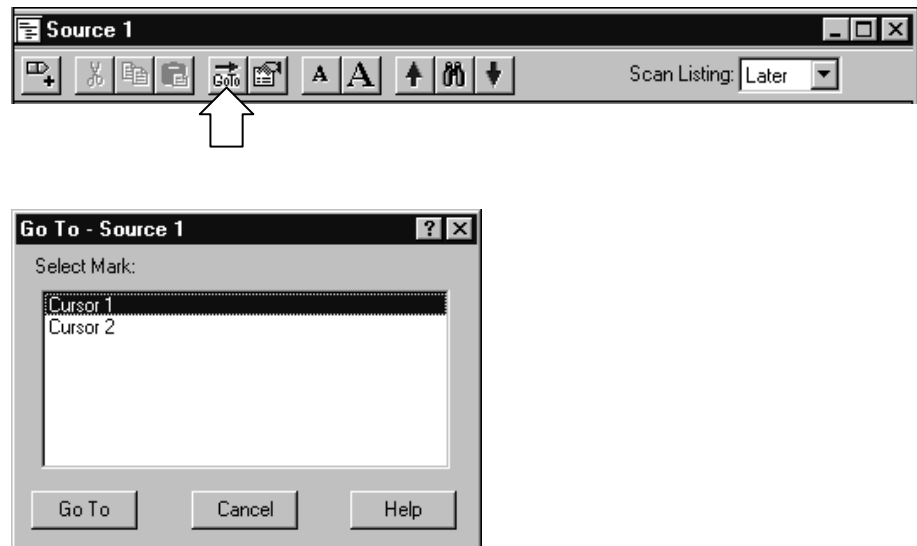 Source 1
GoTo A A Scan Listing: Later
Go To - Source 1
Select Mark:
Cursor 1
Cursor 2
Go To Cancel Help